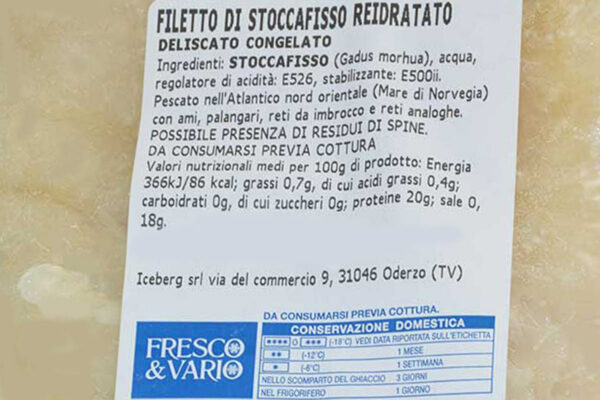 FILETTO DI STOCCAFISSO REIDRATATO
DELISCATO CONGELATO
Ingredienti: STOCCAFISSO (Gadus morhua), acqua,
regolatore di acidità: E526, stabilizzante: E500ii.
Pescato nell'Atlantico nord orientale (Mare di Norvegia)
con ami, palangari, reti da imbrocco e reti analoghe.
POSSIBILE PRESENZA DI RESIDUI DI SPINE.
DA CONSUMARSI PREVIA COTTURA
Valori nutrizionali medi per 100g di prodotto: Energia
366kJ/86 kcal; grassi 0,7g, di cui acidi grassi 0,4g;
carboidrati 0g, di cui zuccheri 0g; proteine 20g; sale 0,
18g.
Iceberg srl via del commercio 9, 31046 Oderzo (TV)
DA CONSUMARSI PREVIA COTTURA.
CONSERVAZIONE DOMESTICA
**** O *** (-18°C) VEDI DATA RIPORTATA SULL'ETICHETTA
** (-12°C) 1 MESE
* (-6°C) 1 SETTIMANA
NELLO SCOMPARTO DEL GHIACCIO 3 GIORNI
NEL FRIGORIFERO 1 GIORNO
FRESCO
& VARIO